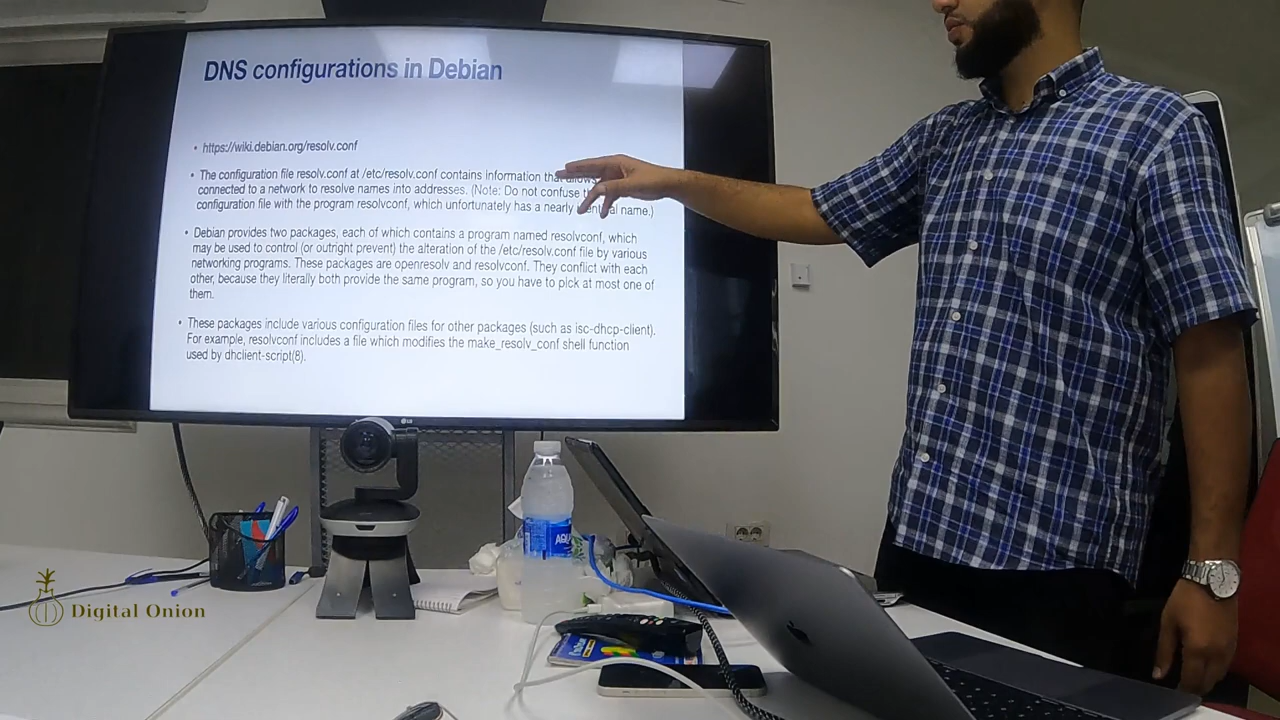 DNS configurations in Debian
• https://wiki.debian.org/resolv.conf
• The configuration file resolv.conf at /etc/resolv.conf contains information that
connected to a network to resolve names into addresses. (Note: Do not confuse
configuration file with the program resolvconf, which unfortunately has a nearly name.)
• Debian provides two packages, each of which contains a program named resolvconf, which
may be used to control (or outright prevent) the alteration of the /etc/resolv.conf file by various
networking programs. These packages are openresolv and resolvconf. They conflict with each
other, because they literally both provide the same program, so you have to pick at most one of
them.
• These packages include various configuration files for other packages (such as isc-dhcp-client).
For example, resolvconf includes a file which modifies the make_resolv_conf shell function
used by dhclient-script(8).
LG
Digital Onion